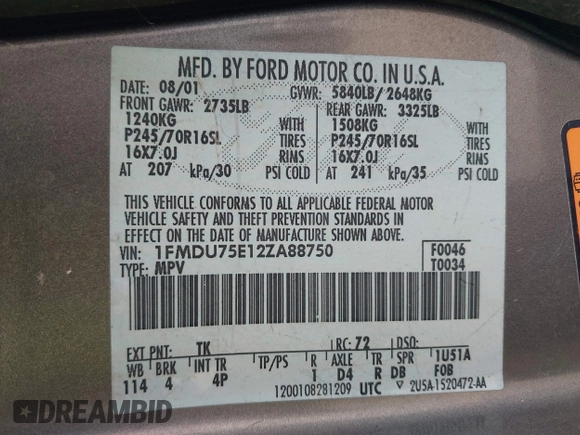 MFD. BY FORD MOTOR CO. IN U.S.A.
DATE: 08/01 GVWR: 5840LB/ 2648KG
FRONT GAWR: 2735LB REAR GAWR: 3325LB
1240KG WITH 1508KG WITH
P245/70R16SL TIRES P245/70R16SL TIRES
16X7.0J RIMS 16X7.0J RIMS
AT 207 kPa/30 PSI COLD AT 241 kPa/35 PSI COLD
THIS VEHICLE CONFORMS TO ALL APPLICABLE FEDERAL MOTOR
VEHICLE SAFETY AND THEFT PREVENTION STANDARDS IN
EFFECT ON THE DATE OF MANUFACTURE SHOWN ABOVE.
VIN: 1FMDU75E12ZA88750 F0046
TYPE: MPV T0034
EXT PNT: TK RC: 72 DSO:
WB BRK INT TR TP/PS R AXLE TR SPR 1U51A
114 4 4P 1 D4 R DB FOB
1200108281209 UTC ▽ 2U5A-1520472-AA
DREAMBID